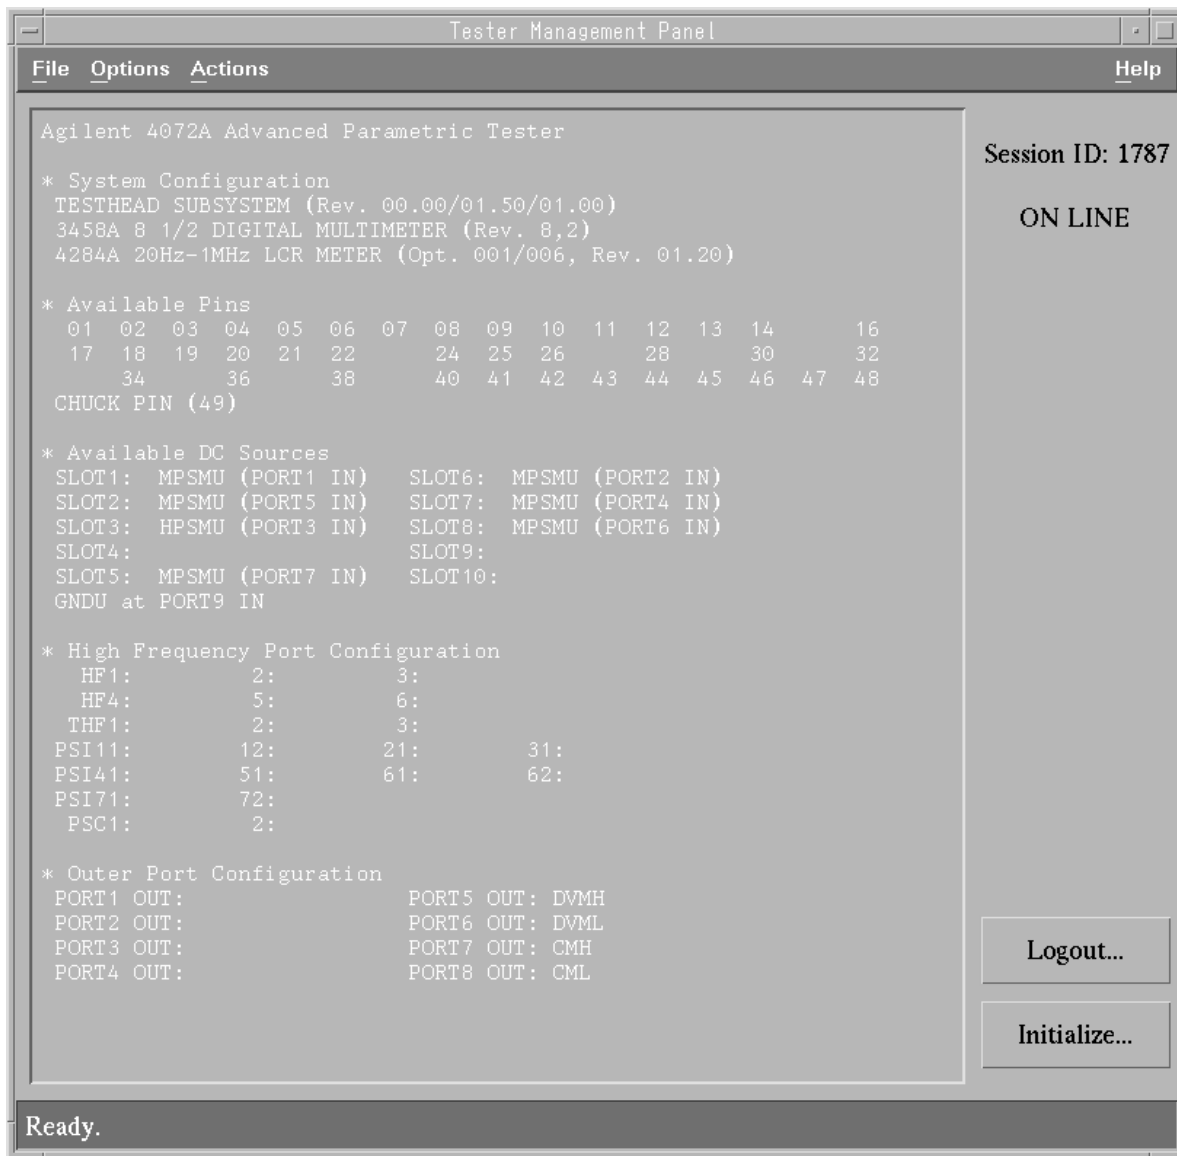 Tester Management Panel
File Options Actions Help
Agilent 4072A Advanced Parametric Tester
* System Configuration
TESTHEAD SUBSYSTEM (Rev. 00.00/01.50/01.00)
3458A 8 1/2 DIGITAL MULTIMETER (Rev. 8,2)
4284A 20Hz-1MHz LCR METER (Opt. 001/006, Rev. 01.20)
* Available Pins
01 02 03 04 05 06 07 08 09 10 11 12 13 14 16
17 18 19 20 21 22 24 25 26 28 30 32
34 36 38 40 41 42 43 44 45 46 47 48
CHUCK PIN (49)
* Available DC Sources
SLOT1: MPSMU (PORT1 IN) SLOT6: MPSMU (PORT2 IN)
SLOT2: MPSMU (PORT5 IN) SLOT7: MPSMU (PORT4 IN)
SLOT3: HPSMU (PORT3 IN) SLOT8: MPSMU (PORT6 IN)
SLOT4: SLOT9:
SLOT5: MPSMU (PORT7 IN) SLOT10:
GNDU at PORT9 IN
* High Frequency Port Configuration
HF1: 2: 3:
HF4: 5: 6:
THF1: 2: 3:
PSI11: 12: 21: 31:
PSI41: 51: 61: 62:
PSI71: 72:
PSC1: 2:
* Outer Port Configuration
PORT1 OUT: PORT5 OUT: DVMH
PORT2 OUT: PORT6 OUT: DVML
PORT3 OUT: PORT7 OUT: CMH
PORT4 OUT: PORT8 OUT: CML
Session ID: 1787
ON LINE
Logout...
Initialize...
Ready.